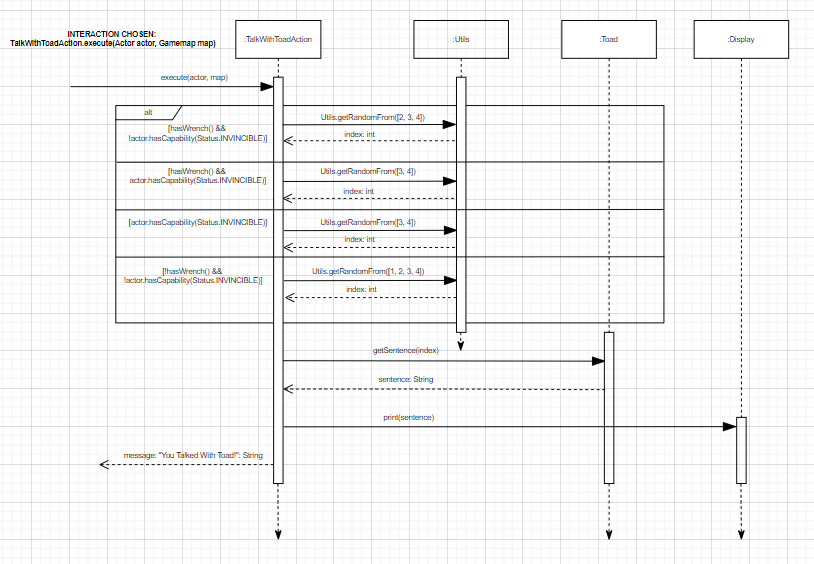 INTERACTION CHOSEN:
TalkWithToadAction.execute(Actor actor, Gamemap map)
:TalkWithToadAction
:Utils
:Toad
:Display
execute(actor, map)
alt
[hasWrench() &&
!actor.hasCapability(Status.INVINCIBLE)]
Utils.getRandomFrom([2, 3, 4])
index: int
[hasWrench() &&
actor.hasCapability(Status.INVINCIBLE)]
Utils.getRandomFrom([3, 4])
index: int
[actor.hasCapability(Status.INVINCIBLE)]
Utils.getRandomFrom([3, 4])
index: int
[!hasWrench() &&
!actor.hasCapability(Status.INVINCIBLE)]
Utils.getRandomFrom([1, 2, 3, 4])
index: int
getSentence(index)
sentence: String
print(sentence)
message: "You Talked With Toad!": String